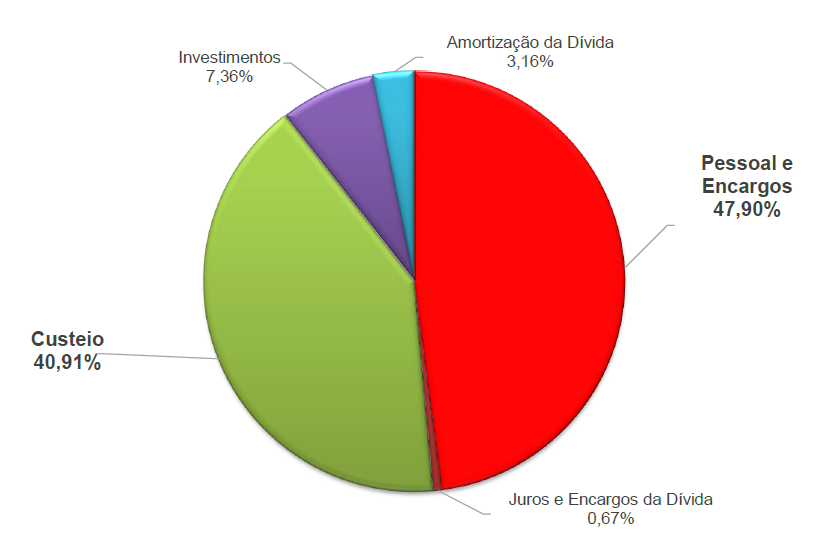 Amortização da Dívida
3,16%
Investimentos
7,36%
Pessoal e
Encargos
47,90%
Custeio
40,91%
Juros e Encargos da Dívida
0,67%